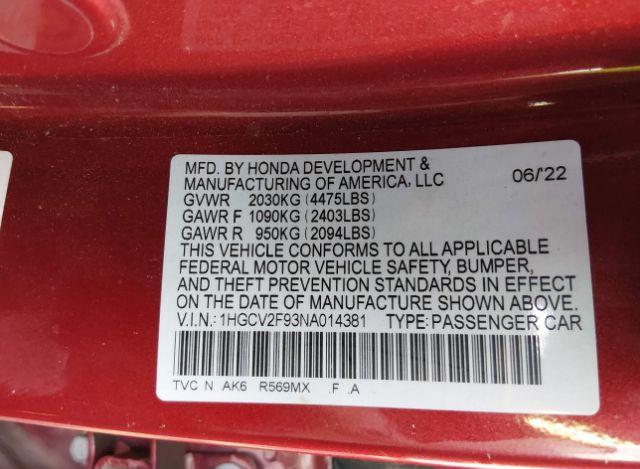 MFD. BY HONDA DEVELOPMENT &
MANUFACTURING OF AMERICA, LLC 06/'22
GVWR 2030KG (4475LBS)
GAWR F 1090KG (2403LBS)
GAWR R 950KG (2094LBS)
THIS VEHICLE CONFORMS TO ALL APPLICABLE
FEDERAL MOTOR VEHICLE SAFETY, BUMPER,
AND THEFT PREVENTION STANDARDS IN EFFECT
ON THE DATE OF MANUFACTURE SHOWN ABOVE.
V.I.N.: 1HGCV2F93NA014381 TYPE: PASSENGER CAR
TVC N AK6 R569MX .F .A